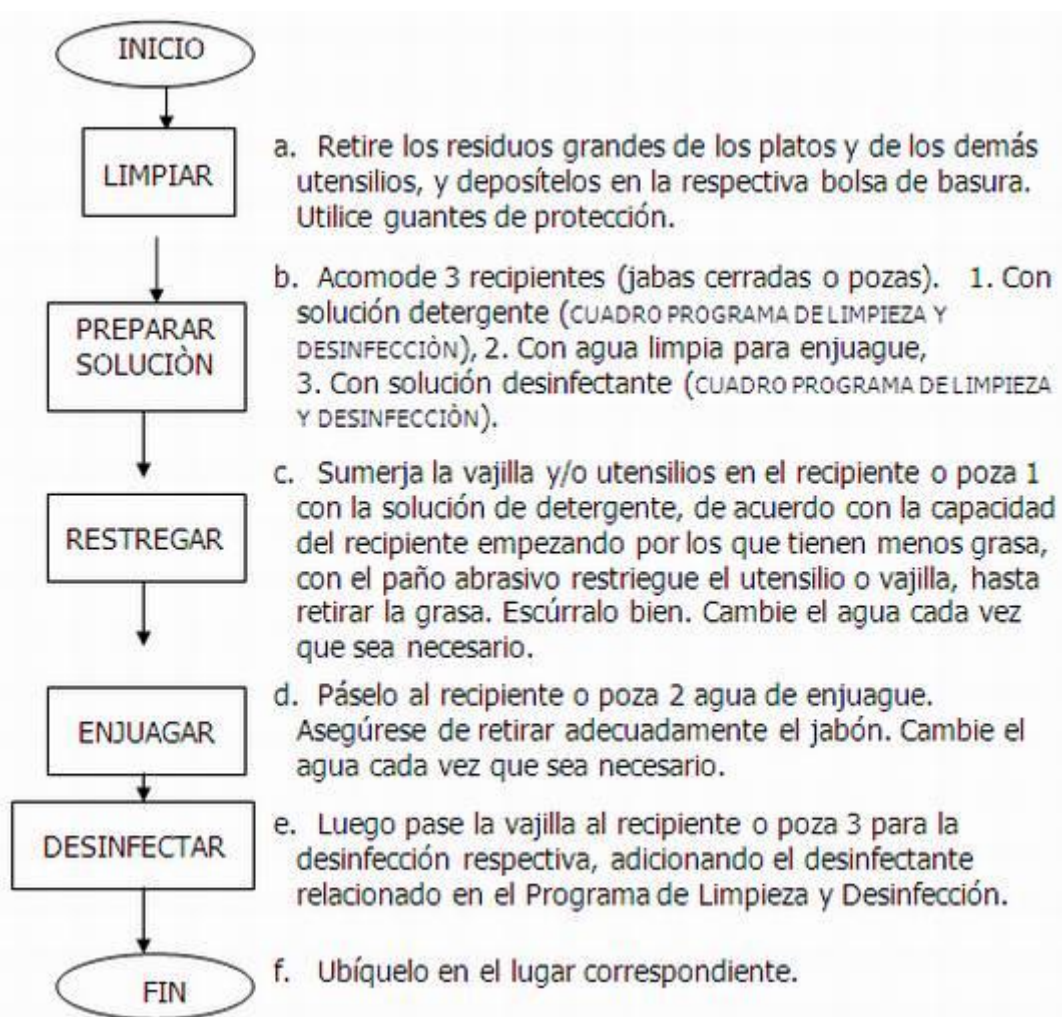 INICIO
LIMPIAR
a. Retire los residuos grandes de los platos y de los demás
utensilios, y deposítelos en la respectiva bolsa de basura.
Utilice guantes de protección.
PREPARAR
SOLUCIÒN
b. Acomode 3 recipientes (jabas cerradas o pozas). 1. Con
solución detergente (CUADRO PROGRAMA DE LIMPIEZA Y
DESINFECCIÒN), 2. Con agua limpia para enjuague,
3. Con solución desinfectante (CUADRO PROGRAMA DE LIMPIEZA
Y DESINFECCIÒN).
RESTREGAR
c. Sumerja la vajilla y/o utensilios en el recipiente o poza 1
con la solución de detergente, de acuerdo con la capacidad
del recipiente empezando por los que tienen menos grasa,
con el paño abrasivo restriegue el utensilio o vajilla, hasta
retirar la grasa. Escúrralo bien. Cambie el agua cada vez
que sea necesario.
ENJUAGAR
d. Páselo al recipiente o poza 2 agua de enjuague.
Asegúrese de retirar adecuadamente el jabón. Cambie el
agua cada vez que sea necesario.
DESINFECTAR
e. Luego pase la vajilla al recipiente o poza 3 para la
desinfección respectiva, adicionando el desinfectante
relacionado en el Programa de Limpieza y Desinfección.
FIN
f. Ubíquelo en el lugar correspondiente.